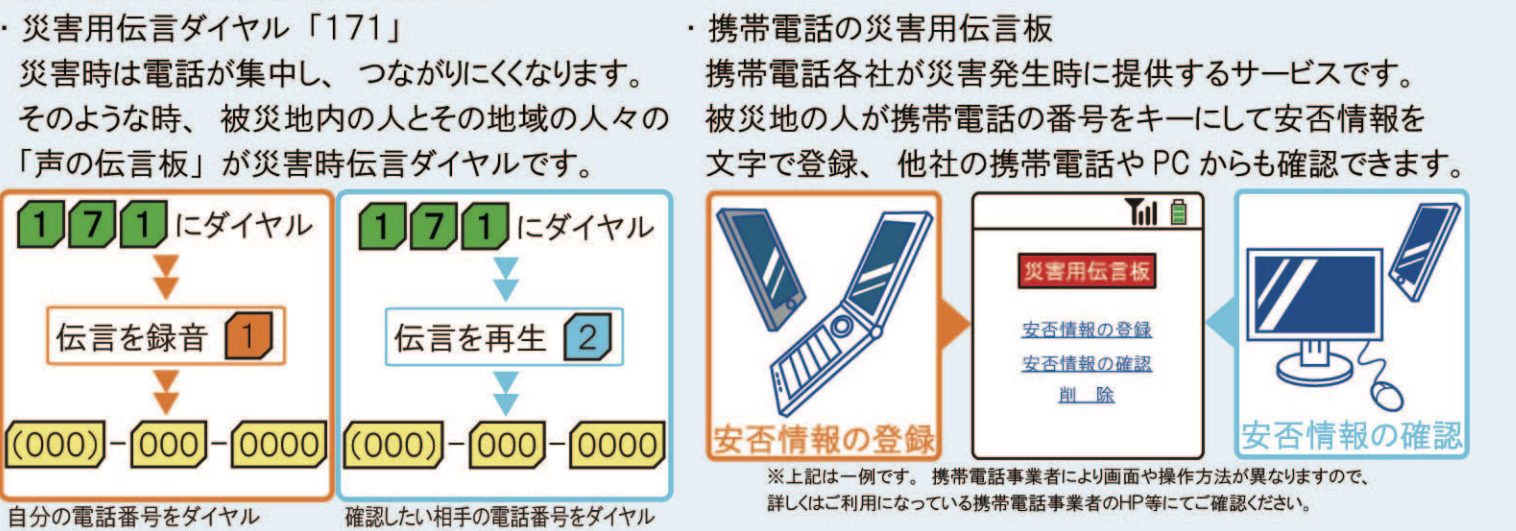 ・災害用伝言ダイヤル「171」
災害時は電話が集中し、つながりにくくなります。
そのような時、被災地内の人とその地域の人々の
「声の伝言板」が災害時伝言ダイヤルです。
171にダイヤル
伝言を録音 1
(000)-000-0000
自分の電話番号をダイヤル
171にダイヤル
伝言を再生 2
(000)-000-0000
確認したい相手の電話番号をダイヤル
・携帯電話の災害用伝言板
携帯電話各社が災害発生時に提供するサービスです。
被災地の人が携帯電話の番号をキーにして安否情報を
文字で登録、他社の携帯電話や PC からも確認できます。
安否情報の登録
災害用伝言板
安否情報の登録
安否情報の確認
削 除
安否情報の確認
※上記は一例です。携帯電話事業者により画面や操作方法が異なりますので、
詳しくはご利用になっている携帯電話事業者のHP等にてご確認ください。